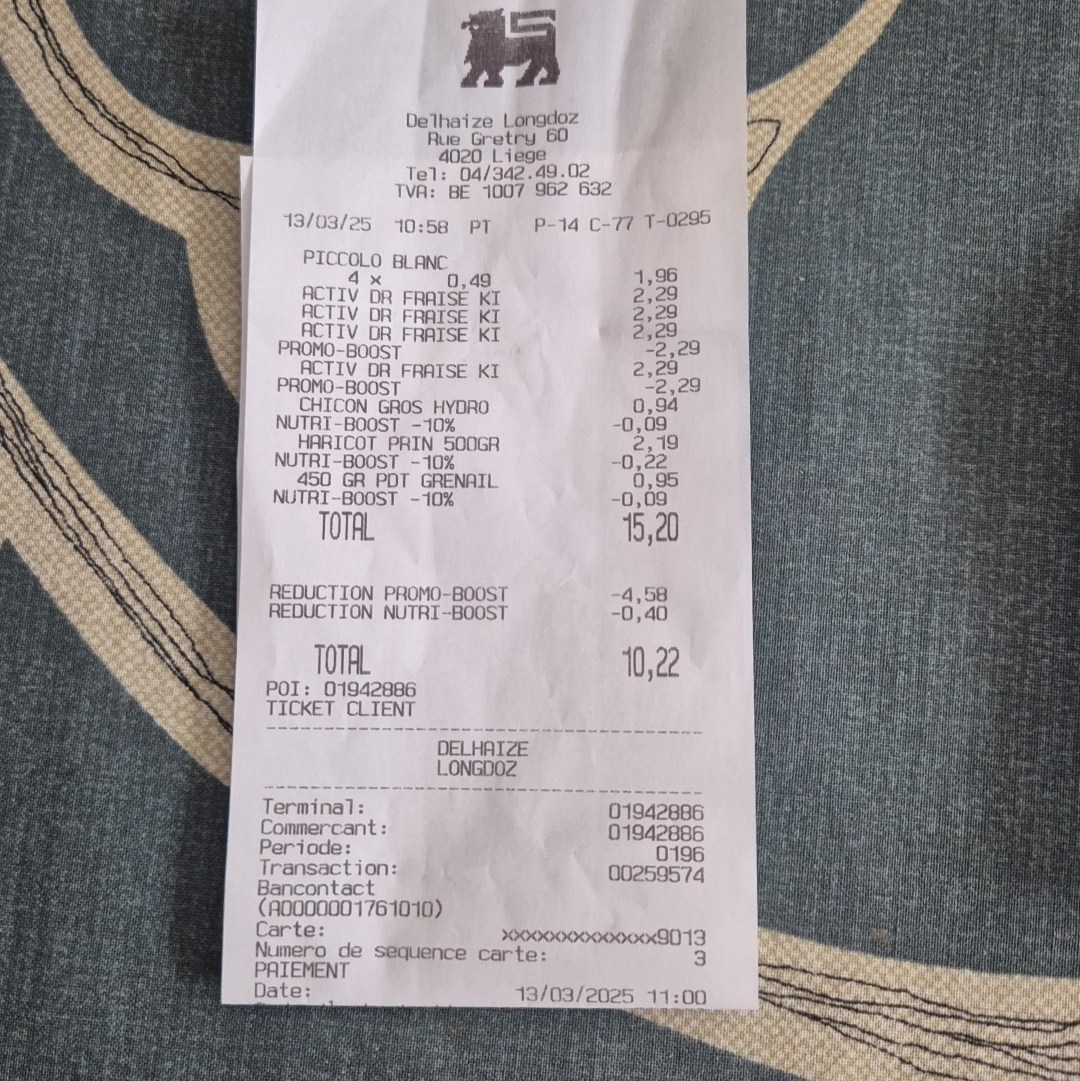 Delhaize Longdoz
Rue Gretry 60
4020 Liege
Tel: 04/342.49.02
TVA: BE 1007 962 632
13/03/25 10:58 PT P-14 C-77 T-0295
PICCOLO BLANC
4 x 0,49 1,96
ACTIV DR FRAISE KI 2,29
ACTIV DR FRAISE KI 2,29
ACTIV DR FRAISE KI 2,29
PROMO-BOOST -2,29
ACTIV DR FRAISE KI 2,29
PROMO-BOOST -2,29
CHICON GROS HYDRO 0,94
NUTRI-BOOST -10% -0,09
HARICOT PRIN 500GR 2,19
NUTRI-BOOST -10% -0,22
450 GR PDT GRENAIL 0,95
NUTRI-BOOST -10% -0,09
TOTAL 15,20
REDUCTION PROMO-BOOST -4,58
REDUCTION NUTRI-BOOST -0,40
TOTAL 10,22
POI: 01942886
TICKET CLIENT
DELHAIZE
LONGDOZ
Terminal: 01942886
Commercant: 01942886
Periode: 0196
Transaction: 00259574
Bancontact
(A0000001761010)
Carte: xxxxxxxxxxxxx9013
Numero de sequence carte: 3
PAIEMENT
Date: 13/03/2025 11:00